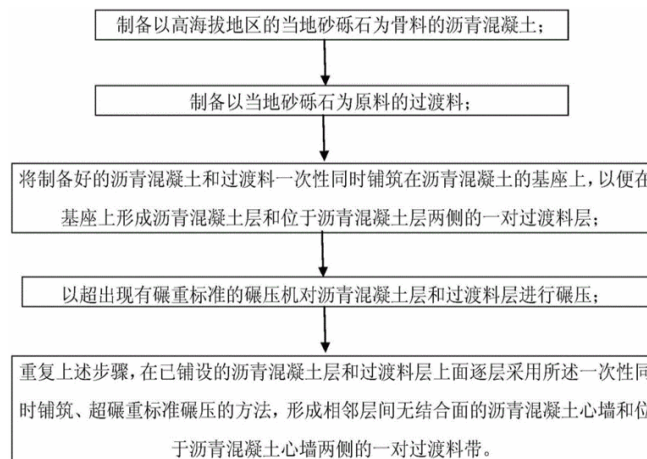 制备以高海拔地区的当地砂砾石为骨料的沥青混凝土；
制备以当地砂砾石为原料的过渡料；
将制备好的沥青混凝土和过渡料一次性同时铺筑在沥青混凝土的基座上，以便在
基座上形成沥青混凝土层和位于沥青混凝土层两侧的一对过渡料层；
以超出现有碾重标准的碾压机对沥青混凝土层和过渡料层进行碾压；
重复上述步骤，在已铺设的沥青混凝土层和过渡料层上面逐层采用所述一次性同
时铺筑、超碾重标准碾压的方法，形成相邻层间无结合面的沥青混凝土心墙和位
于沥青混凝土心墙两侧的一对过渡料带。